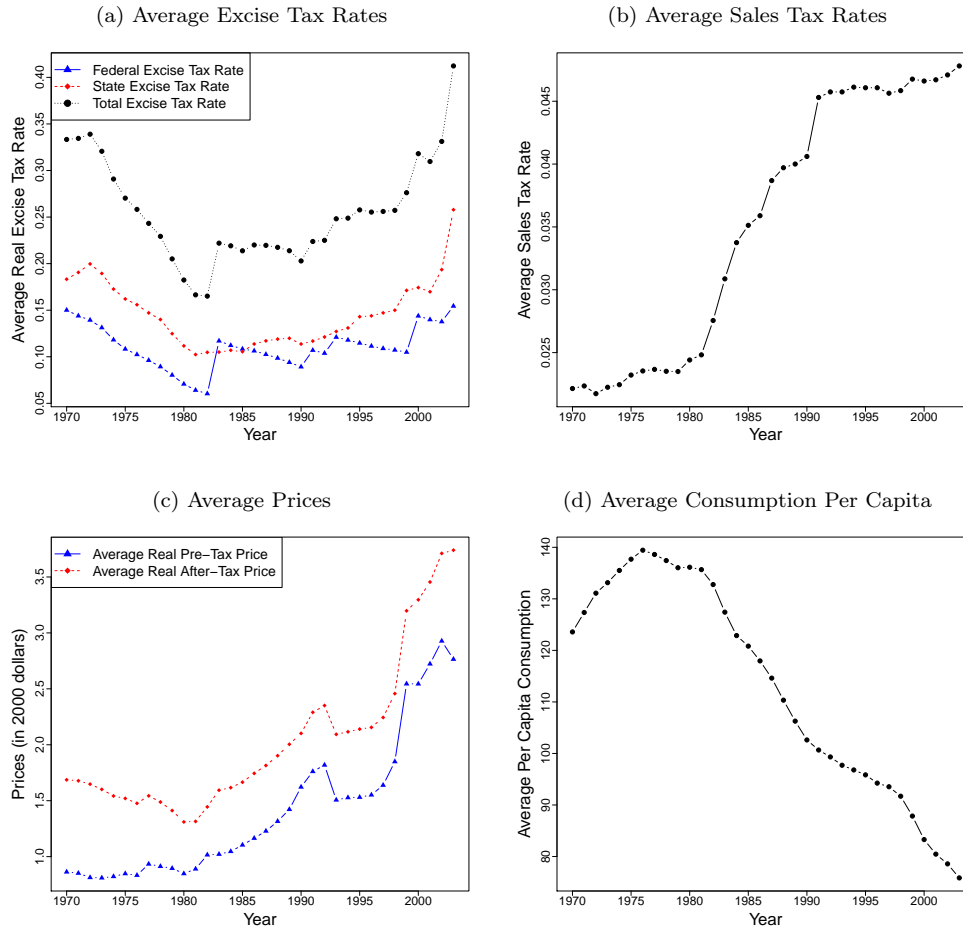 (a) Average Excise Tax Rates
Federal Excise Tax Rate
State Excise Tax Rate
Total Excise Tax Rate
Average Real Excise Tax Rate
0.40
0.35
0.30
0.25
0.20
0.15
0.10
0.05
1970 1975 1980 1985 1990 1995 2000
Year
(b) Average Sales Tax Rates
Average Sales Tax Rate
0.045
0.040
0.035
0.030
0.025
1970 1975 1980 1985 1990 1995 2000
Year
(c) Average Prices
Average Real Pre−Tax Price
Average Real After−Tax Price
Prices (in 2000 dollars)
3.5
3.0
2.5
2.0
1.5
1.0
1970 1975 1980 1985 1990 1995 2000
Year
(d) Average Consumption Per Capita
Average Per Capita Consumption
140
130
120
110
100
90
80
1970 1975 1980 1985 1990 1995 2000
Year